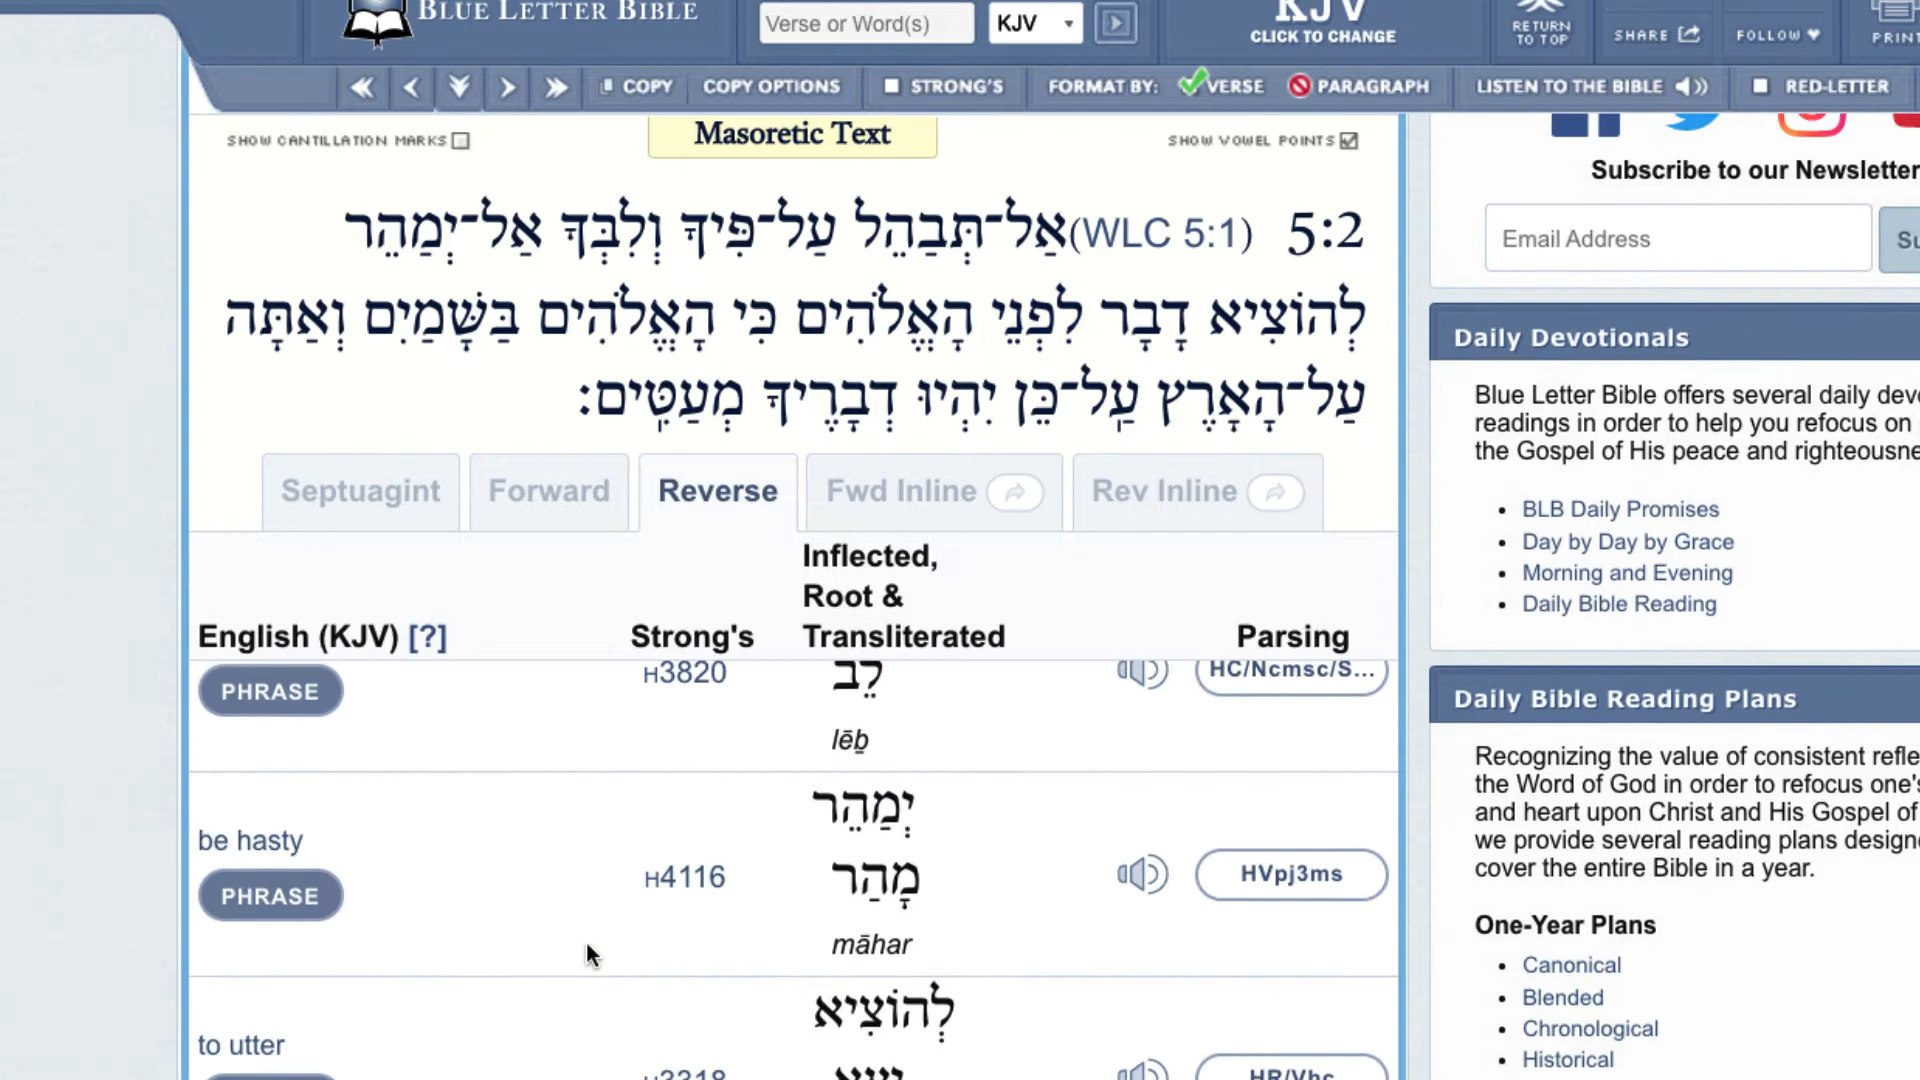 BLUE LETTER BIBLE
Verse or Word(s)
KJV
KJV
CLICK TO CHANGE
RETURN
TO TOP
SHARE
FOLLOW
PRINT
COPY
COPY OPTIONS
STRONG'S
FORMAT BY:
VERSE
PARAGRAPH
LISTEN TO THE BIBLE
RED-LETTER
SHOW CANTILLATION MARKS
Masoretic Text
SHOW VOWEL POINTS
5:2 (WLC 5:1) אַל־תְּבַהֵל עַל־פִּיךָ וְלִבְּךָ אַל־יְמַהֵר
לְהוֹצִיא דָבָר לִפְנֵי הָאֱלֹהִים כִּי הָאֱלֹהִים בַּשָּׁמַיִם וְאַתָּה
עַל־הָאָרֶץ עַל־כֵּן יִהְיוּ דְבָרֶיךָ מְעַטִּים׃
Septuagint
Forward
Reverse
Fwd Inline
Rev Inline
English (KJV) [?]
Strong's
Inflected,
Root &
Transliterated
Parsing
PHRASE
H3820
לֵב
lēḇ
HC/Ncmsc/S...
be hasty
PHRASE
H4116
יְמַהֵר
מָהַר
māhar
HVpj3ms
to utter
H3318
לְהוֹצִיא
HR/Vhc
Subscribe to our Newsletter
Email Address
Su
Daily Devotionals
Blue Letter Bible offers several daily dev
readings in order to help you refocus on
the Gospel of His peace and righteousne
• BLB Daily Promises
• Day by Day by Grace
• Morning and Evening
• Daily Bible Reading
Daily Bible Reading Plans
Recognizing the value of consistent refle
the Word of God in order to refocus one's
and heart upon Christ and His Gospel of
we provide several reading plans design
cover the entire Bible in a year.
One-Year Plans
• Canonical
• Blended
• Chronological
• Historical